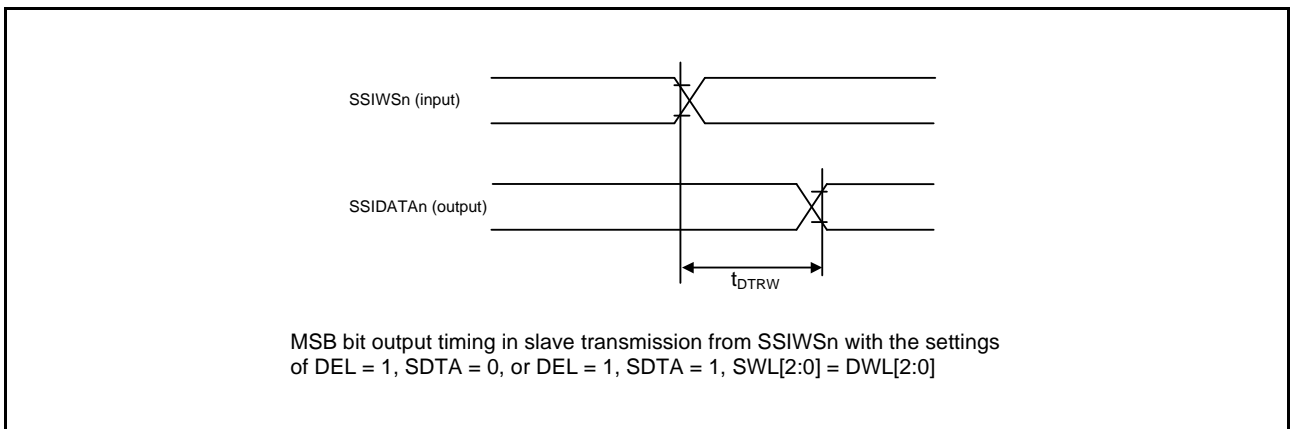 SSIWSn (input)
SSIDATAn (output)
tDTRW
MSB bit output timing in slave transmission from SSIWSn with the settings
of DEL = 1, SDTA = 0, or DEL = 1, SDTA = 1, SWL[2:0] = DWL[2:0]